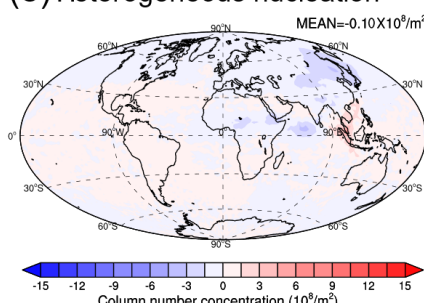 Heterogeneous nucleation
MEAN=-0.10X10⁸/m²
90°N
60°N 60°N
30°N 30°N
0° 90°W 90°E 0°
30°S 30°S
60°S 60°S
90°S
-15 -12 -9 -6 -3 0 3 6 9 12 15
Column number concentration (10⁸/m²)